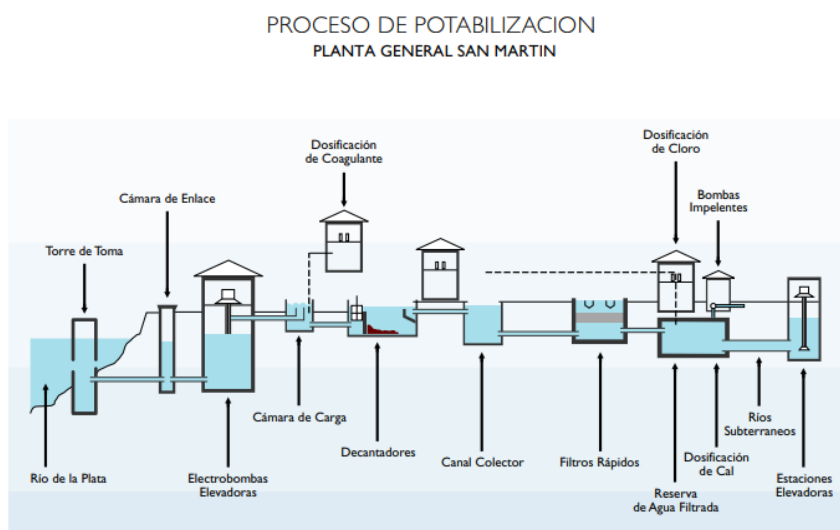 PROCESO DE POTABILIZACION
PLANTA GENERAL SAN MARTIN
Dosificación
de Coagulante
Dosificación
de Cloro
Cámara de Enlace
Bombas
Impelentes
Torre de Toma
Cámara de Carga
Ríos
Subterraneos
Decantadores
Canal Colector
Filtros Rápidos
Dosificación
de Cal
Río de la Plata
Electrobombas
Elevadoras
Reserva
de Agua Filtrada
Estaciones
Elevadoras